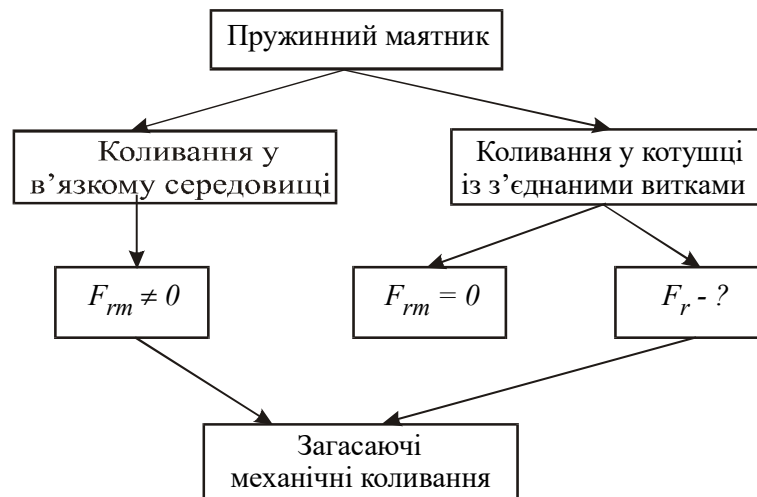 Пружинний маятник
Коливання у
в’язкому середовищі
Коливання у котушці
із з’єднаними витками
F_rm ≠ 0
F_rm = 0
F_r - ?
Загасаючі
механічні коливання